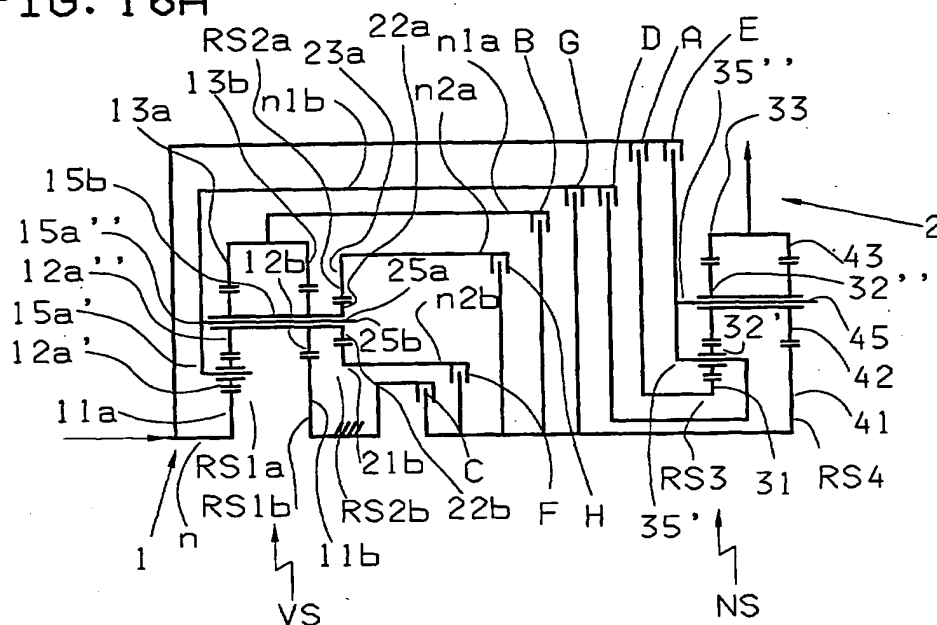 FIG. 16A
RS2a 22a n1a B G D A E
13b 23a 35''
13a n1b n2a 33
15b
15a'' 2
12a'' 12b 43
25a 32''
15a' n2b 45
12a' 25b 32' 42
11a 41
RS1a 21b C RS3 31 RS4
n RS1b RS2b 22b F H 35'
1 11b
VS NS